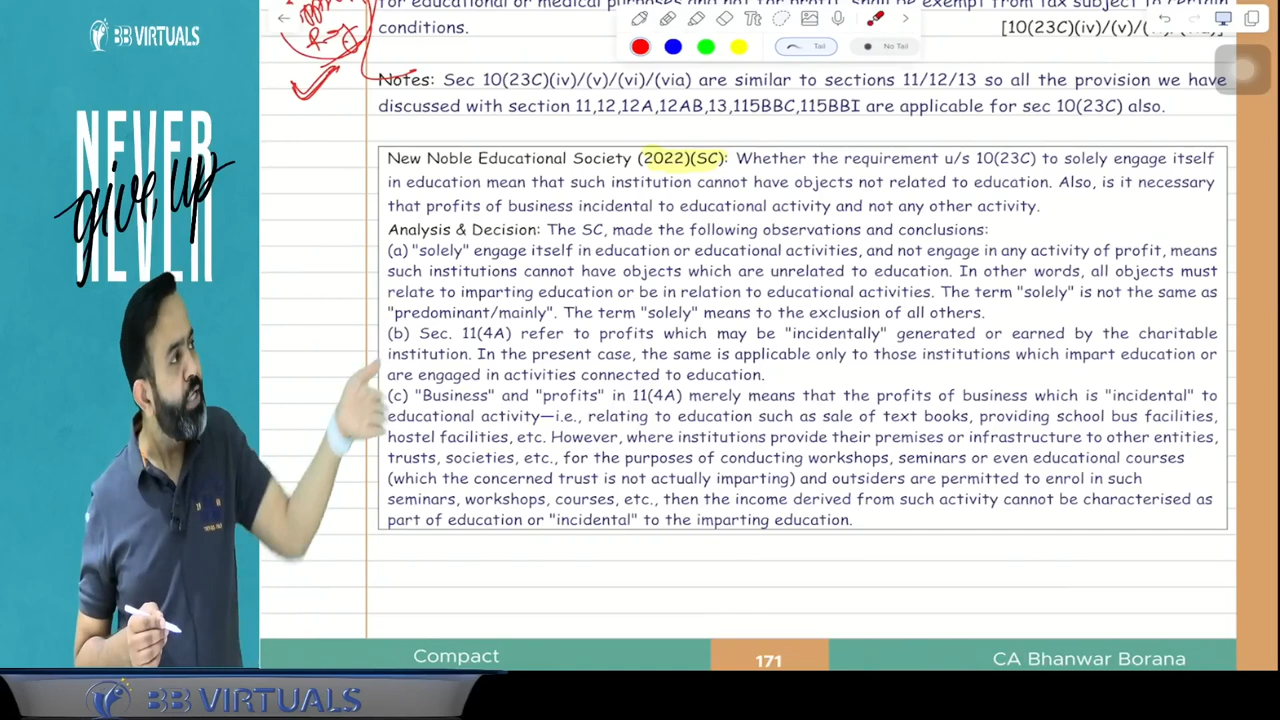 BB VIRTUALS
NEVER
give up
NEVER
for educational or medical purposes and not for profit, shall be exempt from tax subject to certain
conditions. [10(23C)(iv)/(v)/
Tt
Tail
No Tail
Notes: Sec 10(23C)(iv)/(v)/(vi)/(via) are similar to sections 11/12/13 so all the provision we have
discussed with section 11,12,12A,12AB,13,115BBC,115BBI are applicable for sec 10(23C) also.
New Noble Educational Society (2022)(SC): Whether the requirement u/s 10(23C) to solely engage itself
in education mean that such institution cannot have objects not related to education. Also, is it necessary
that profits of business incidental to educational activity and not any other activity.
Analysis & Decision: The SC, made the following observations and conclusions:
(a) "solely" engage itself in education or educational activities, and not engage in any activity of profit, means
such institutions cannot have objects which are unrelated to education. In other words, all objects must
relate to imparting education or be in relation to educational activities. The term "solely" is not the same as
"predominant/mainly". The term "solely" means to the exclusion of all others.
(b) Sec. 11(4A) refer to profits which may be "incidentally" generated or earned by the charitable
institution. In the present case, the same is applicable only to those institutions which impart education or
are engaged in activities connected to education.
(c) "Business" and "profits" in 11(4A) merely means that the profits of business which is "incidental" to
educational activity—i.e., relating to education such as sale of text books, providing school bus facilities,
hostel facilities, etc. However, where institutions provide their premises or infrastructure to other entities,
trusts, societies, etc., for the purposes of conducting workshops, seminars or even educational courses
(which the concerned trust is not actually imparting) and outsiders are permitted to enrol in such
seminars, workshops, courses, etc., then the income derived from such activity cannot be characterised as
part of education or "incidental" to the imparting education.
Compact 171 CA Bhanwar Borana
BB VIRTUALS